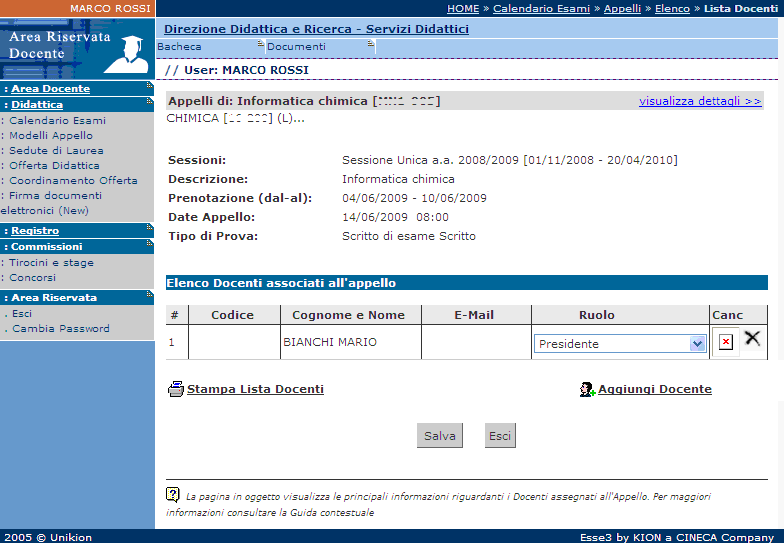 MARCO ROSSI
HOME » Calendario Esami » Appelli » Elenco » Lista Docenti
Area Riservata
Docente
Direzione Didattica e Ricerca - Servizi Didattici
Bacheca Documenti
// User: MARCO ROSSI
: Area Docente
: Didattica
: Calendario Esami
: Modelli Appello
: Sedute di Laurea
: Offerta Didattica
: Coordinamento Offerta
: Firma documenti
elettronici (New)
: Registro
: Commissioni
: Tirocini e stage
: Concorsi
: Area Riservata
. Esci
. Cambia Password
Appelli di: Informatica chimica
visualizza dettagli >>
CHIMICA (L)...
Sessioni: Sessione Unica a.a. 2008/2009 [01/11/2008 - 20/04/2010]
Descrizione: Informatica chimica
Prenotazione (dal-al): 04/06/2009 - 10/06/2009
Date Appello: 14/06/2009 08:00
Tipo di Prova: Scritto di esame Scritto
Elenco Docenti associati all'appello
# Codice Cognome e Nome E-Mail Ruolo Canc
1 BIANCHI MARIO Presidente
Stampa Lista Docenti
Aggiungi Docente
Salva Esci
? La pagina in oggetto visualizza le principali informazioni riguardanti i Docenti assegnati all'Appello. Per maggiori
informazioni consultare la Guida contestuale
2005 © Unikion
Esse3 by KION a CINECA Company